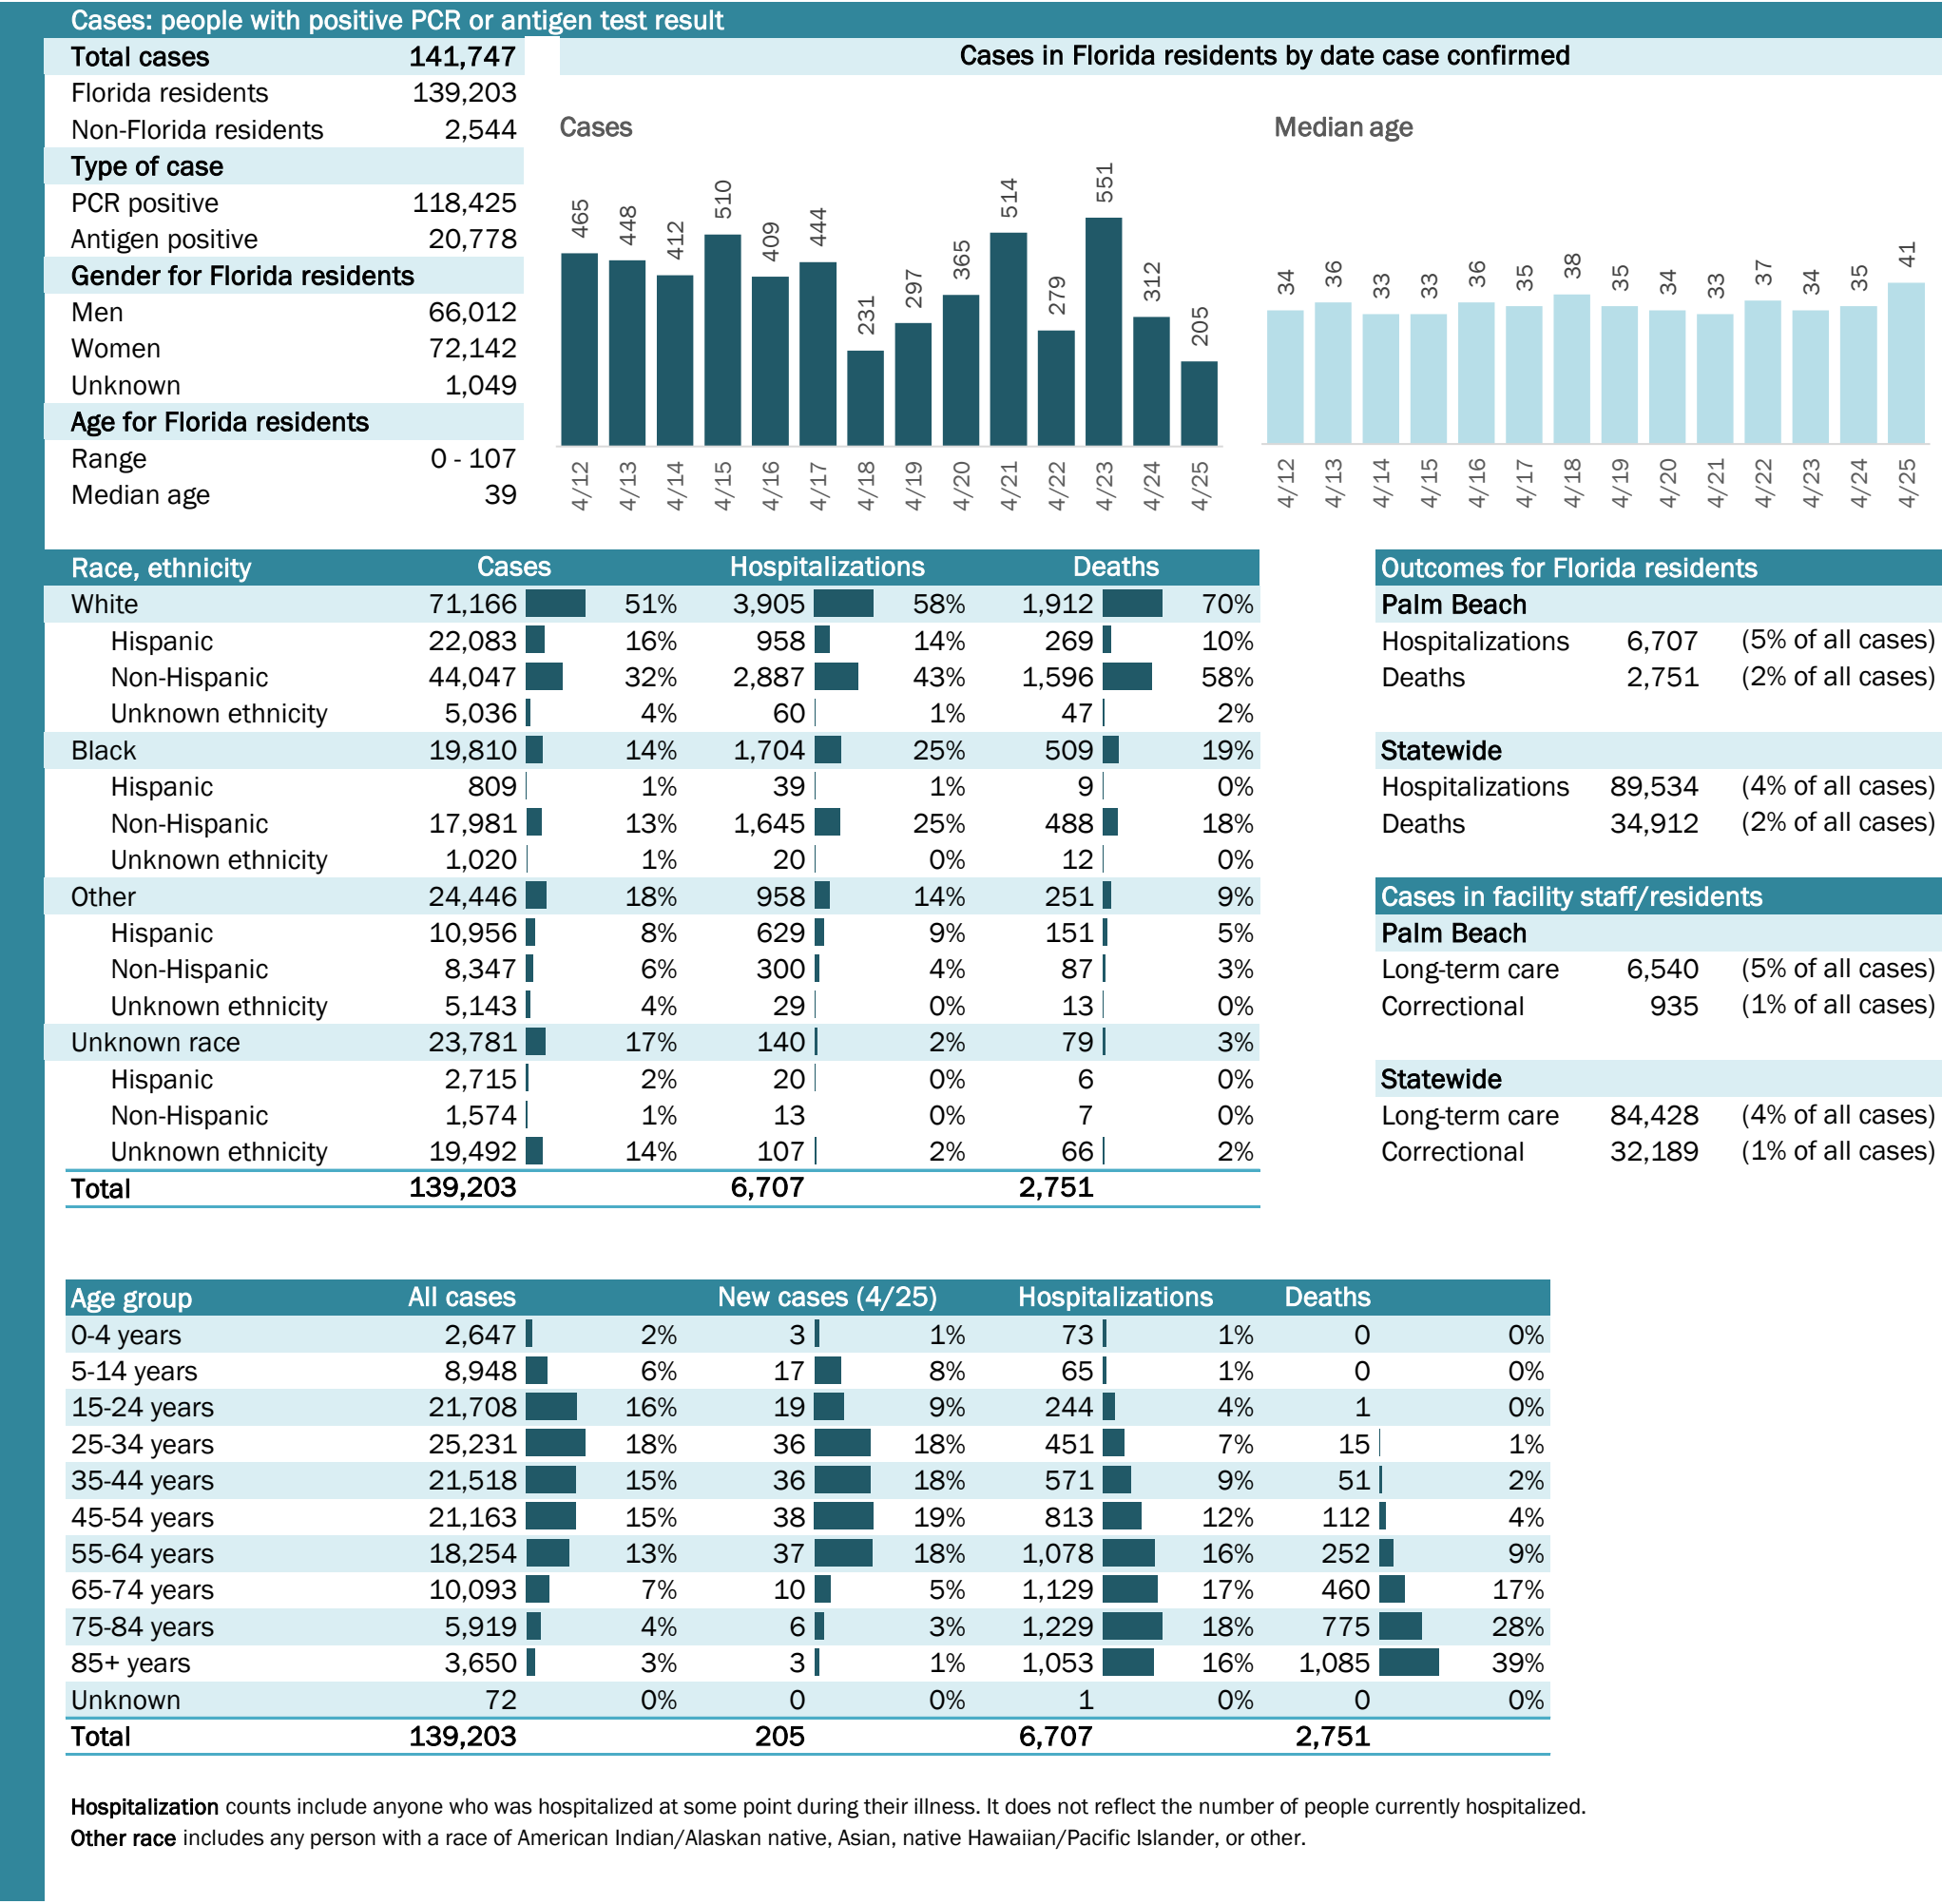 Cases: people with positive PCR or antigen test result
Total cases 141,747
Florida residents 139,203
Non-Florida residents 2,544
Type of case
PCR positive 118,425
Antigen positive 20,778
Gender for Florida residents
Men 66,012
Women 72,142
Unknown 1,049
Age for Florida residents
Range 0 - 107
Median age 39
Cases in Florida residents by date case confirmed
Cases
465 448 412 510 409 444 231 297 365 514 279 551 312 205
4/12 4/13 4/14 4/15 4/16 4/17 4/18 4/19 4/20 4/21 4/22 4/23 4/24 4/25
Median age
34 36 33 33 36 35 38 35 34 33 37 34 35 41
4/12 4/13 4/14 4/15 4/16 4/17 4/18 4/19 4/20 4/21 4/22 4/23 4/24 4/25
Race, ethnicity Cases Hospitalizations Deaths
White 71,166 51% 3,905 58% 1,912 70%
Hispanic 22,083 16% 958 14% 269 10%
Non-Hispanic 44,047 32% 2,887 43% 1,596 58%
Unknown ethnicity 5,036 4% 60 1% 47 2%
Black 19,810 14% 1,704 25% 509 19%
Hispanic 809 1% 39 1% 9 0%
Non-Hispanic 17,981 13% 1,645 25% 488 18%
Unknown ethnicity 1,020 1% 20 0% 12 0%
Other 24,446 18% 958 14% 251 9%
Hispanic 10,956 8% 629 9% 151 5%
Non-Hispanic 8,347 6% 300 4% 87 3%
Unknown ethnicity 5,143 4% 29 0% 13 0%
Unknown race 23,781 17% 140 2% 79 3%
Hispanic 2,715 2% 20 0% 6 0%
Non-Hispanic 1,574 1% 13 0% 7 0%
Unknown ethnicity 19,492 14% 107 2% 66 2%
Total 139,203 6,707 2,751
Outcomes for Florida residents
Palm Beach
Hospitalizations 6,707 (5% of all cases)
Deaths 2,751 (2% of all cases)
Statewide
Hospitalizations 89,534 (4% of all cases)
Deaths 34,912 (2% of all cases)
Cases in facility staff/residents
Palm Beach
Long-term care 6,540 (5% of all cases)
Correctional 935 (1% of all cases)
Statewide
Long-term care 84,428 (4% of all cases)
Correctional 32,189 (1% of all cases)
Age group All cases New cases (4/25) Hospitalizations Deaths
0-4 years 2,647 2% 3 1% 73 1% 0 0%
5-14 years 8,948 6% 17 8% 65 1% 0 0%
15-24 years 21,708 16% 19 9% 244 4% 1 0%
25-34 years 25,231 18% 36 18% 451 7% 15 1%
35-44 years 21,518 15% 36 18% 571 9% 51 2%
45-54 years 21,163 15% 38 19% 813 12% 112 4%
55-64 years 18,254 13% 37 18% 1,078 16% 252 9%
65-74 years 10,093 7% 10 5% 1,129 17% 460 17%
75-84 years 5,919 4% 6 3% 1,229 18% 775 28%
85+ years 3,650 3% 3 1% 1,053 16% 1,085 39%
Unknown 72 0% 0 0% 1 0% 0 0%
Total 139,203 205 6,707 2,751
Hospitalization counts include anyone who was hospitalized at some point during their illness. It does not reflect the number of people currently hospitalized.
Other race includes any person with a race of American Indian/Alaskan native, Asian, native Hawaiian/Pacific Islander, or other.